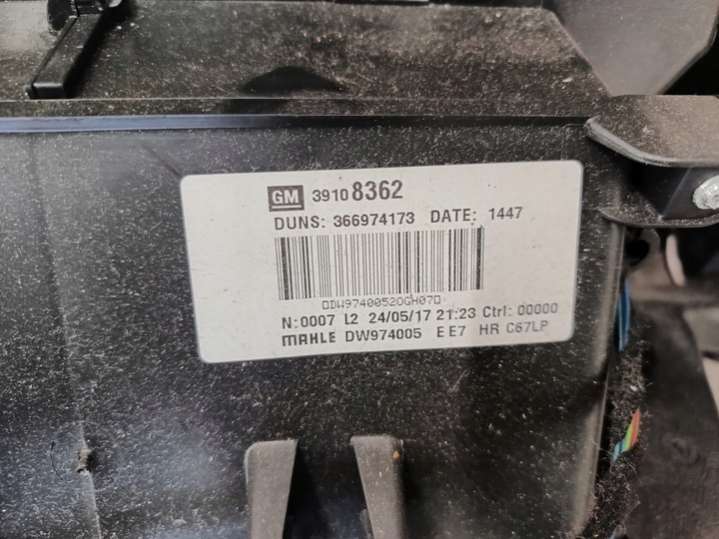 GM 39108362
DUNS: 366974173 DATE: 1447
DDW97400520GH07D
N:0007 L2 24/05/17 21:23 Ctrl: 00000
MAHLE DW974005 E E7 HR C67LP